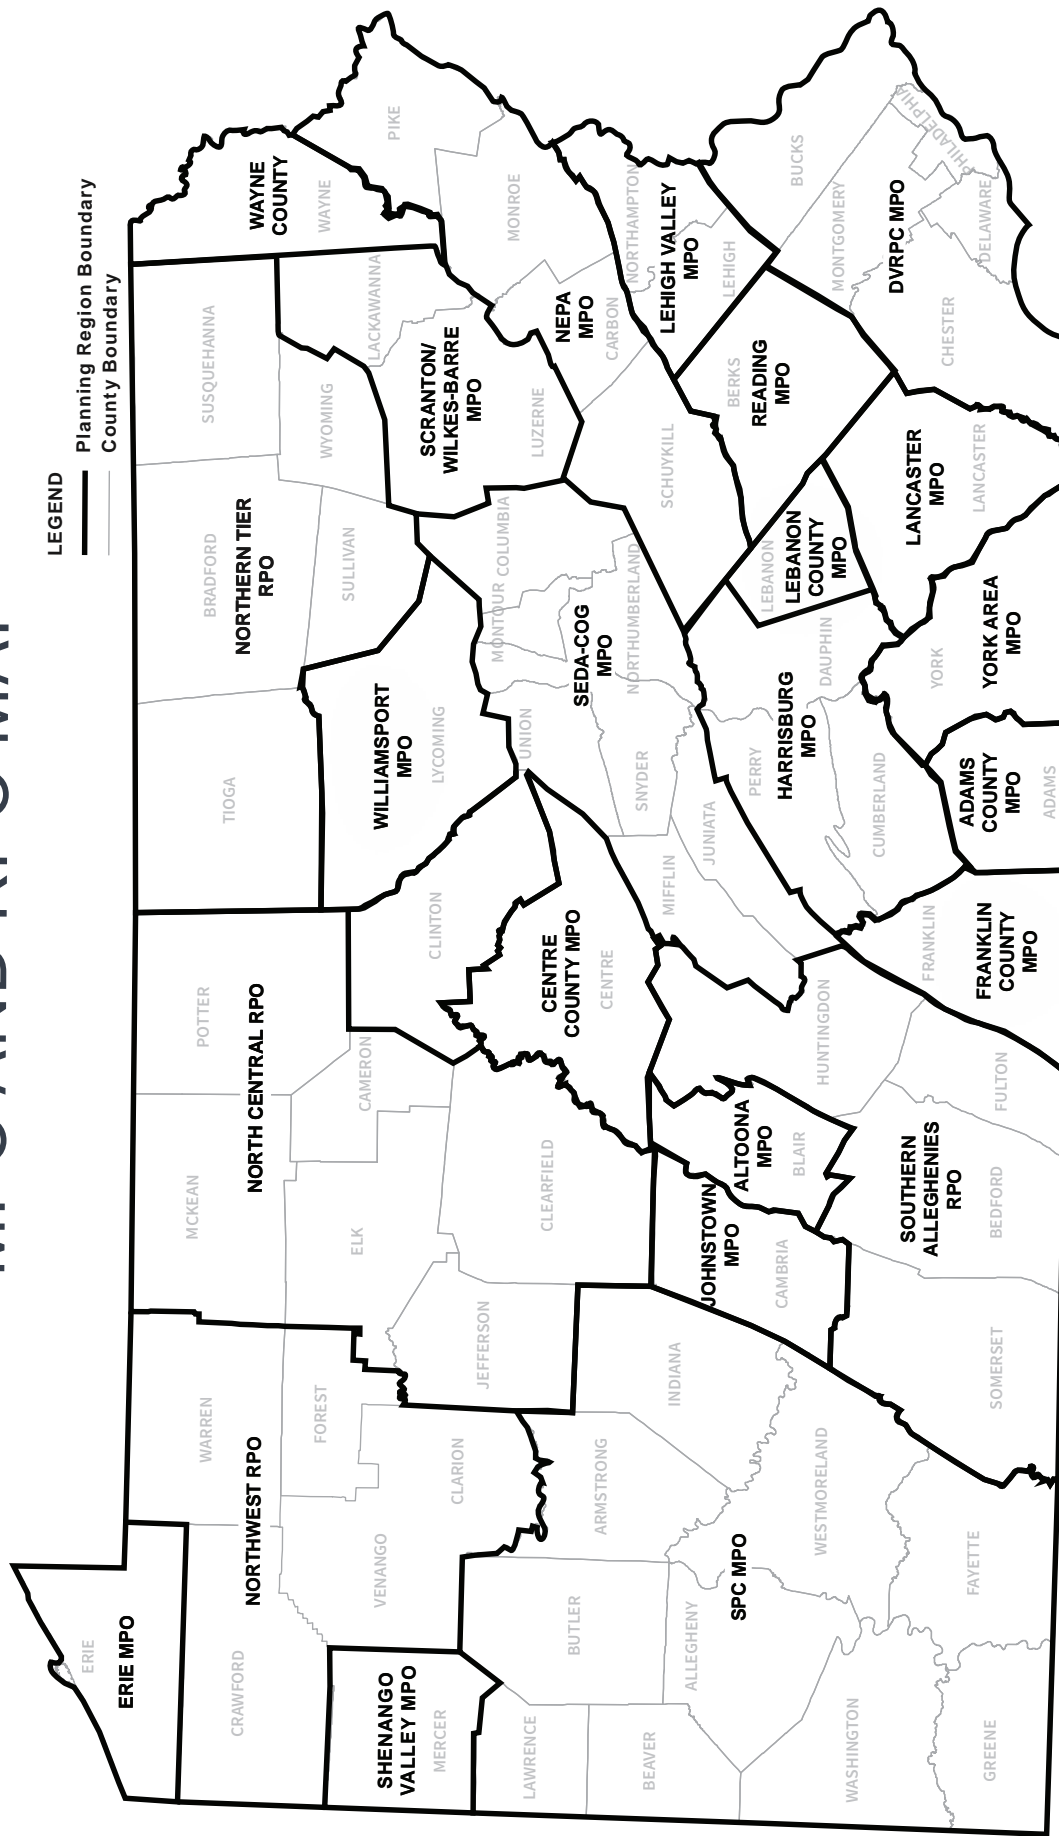 LEGEND
Planning Region Boundary
County Boundary
ERIE
ERIE MPO
CRAWFORD
WARREN
NORTHWEST RPO
FOREST
VENANGO
CLARION
SHENANGO
VALLEY MPO
MERCER
MCKEAN
POTTER
NORTH CENTRAL RPO
CAMERON
ELK
JEFFERSON
CLEARFIELD
TIOGA
BRADFORD
NORTHERN TIER
RPO
SULLIVAN
SUSQUEHANNA
WYOMING
WAYNE
COUNTY
WAYNE
PIKE
MONROE
LACKAWANNA
SCRANTON/
WILKES-BARRE
MPO
LUZERNE
NEPA
MPO
CARBON
SCHUYKILL
WILLIAMSPORT
MPO
LYCOMING
CLINTON
CENTRE
COUNTY MPO
CENTRE
COLUMBIA
MONTOUR
UNION
SEDA-COG
MPO
NORTHUMBERLAND
SNYDER
JUNIATA
MIFFLIN
NORTHAMPTON
LEHIGH VALLEY
MPO
LEHIGH
BERKS
READING
MPO
BUCKS
MONTGOMERY
PHILADELPHIA
DVRPC MPO
DELAWARE
CHESTER
LANCASTER
MPO
LANCASTER
LEBANON
LEBANON
COUNTY
MPO
DAUPHIN
HARRISBURG
MPO
PERRY
CUMBERLAND
YORK
YORK AREA
MPO
ADAMS
COUNTY
MPO
ADAMS
FRANKLIN
FRANKLIN
COUNTY
MPO
HUNTINGDON
FULTON
SOUTHERN
ALLEGHENIES
RPO
BEDFORD
SOMERSET
ALTOONA
MPO
BLAIR
JOHNSTOWN
MPO
CAMBRIA
INDIANA
ARMSTRONG
BUTLER
LAWRENCE
BEAVER
ALLEGHENY
SPC MPO
WESTMORELAND
WASHINGTON
FAYETTE
GREENE